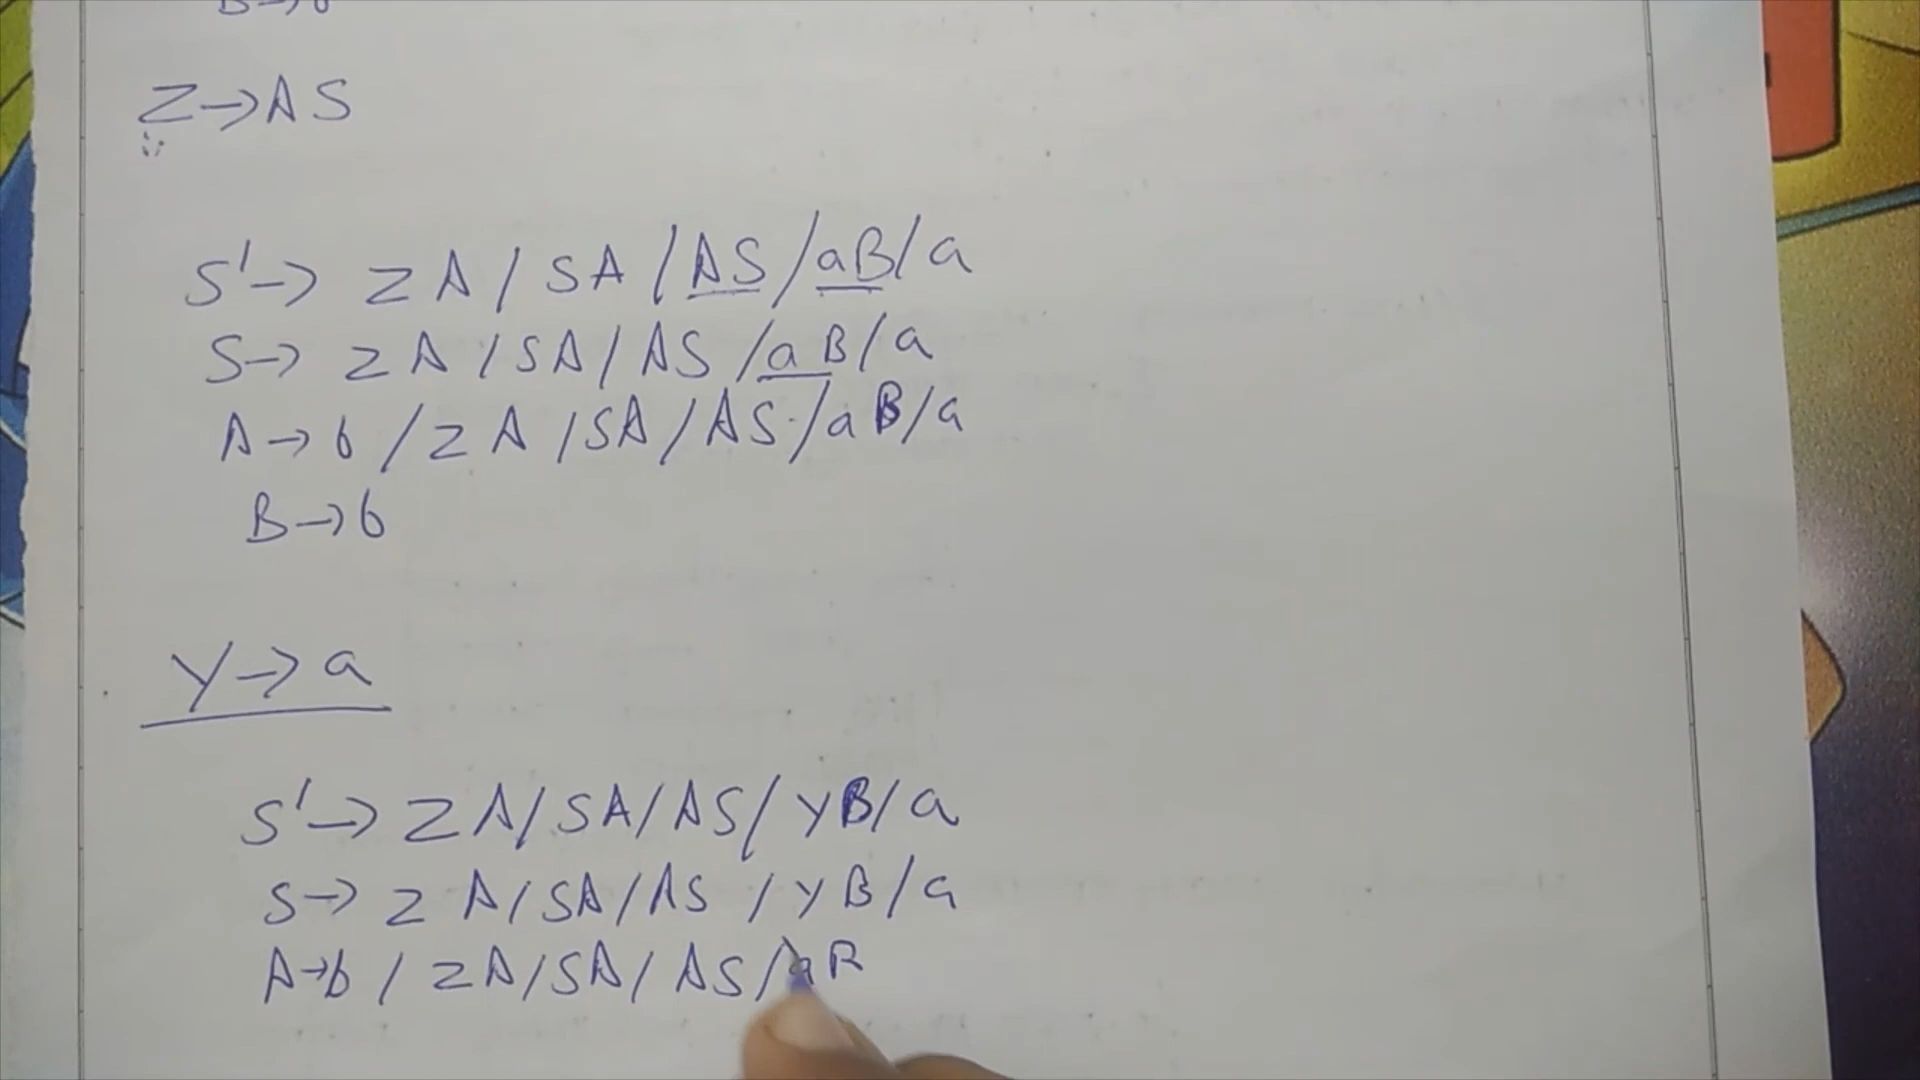 B→b
Z→AS
S'→ ZA/SA/AS/aB/a
S→ ZA/SA/AS/aB/a
A→b/ZA/SA/AS/aB/a
B→b
Y→a
S'→ZA/SA/AS/YB/a
S→ZA/SA/AS/YB/a
A→b/ZA/SA/AS/aB